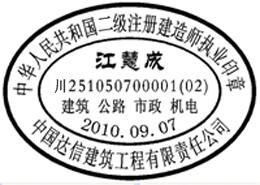 中华人民共和国二级注册建造师执业印章
江慧成
川251050700001(02)
建筑 公路 市政 机电
2010.09.07
中国达信建筑工程有限责任公司